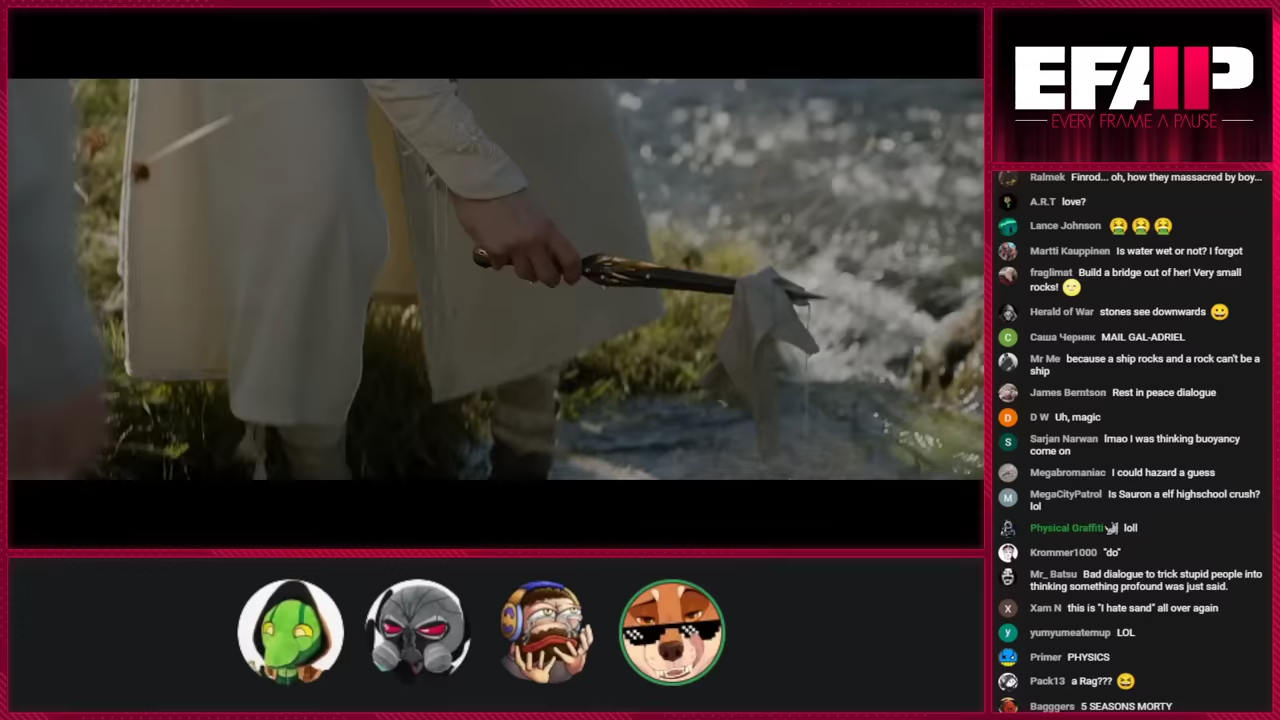 EFAP
EVERY FRAME A PAUSE
Ralmek Finrod... oh, how they massacred by boy...
A.R.T love?
Lance Johnson
Martti Kauppinen Is water wet or not? I forgot
fraglimat Build a bridge out of her! Very small
rocks!
Herald of War stones see downwards
Саша Черняк MAIL GAL-ADRIEL
Mr Me because a ship rocks and a rock can't be a
ship
James Berntson Rest in peace dialogue
D W Uh, magic
Sarjan Narwan lmao I was thinking buoyancy
come on
Megabromaniac I could hazard a guess
MegaCityPatrol Is Sauron a elf highschool crush?
lol
Physical Graffiti loll
Krommer1000 "do"
Mr_Batsu Bad dialogue to trick stupid people into
thinking something profound was just said.
Xam N this is "I hate sand" all over again
yumyumeatemup LOL
Primer PHYSICS
Pack13 a Rag???
Bagggers 5 SEASONS MORTY